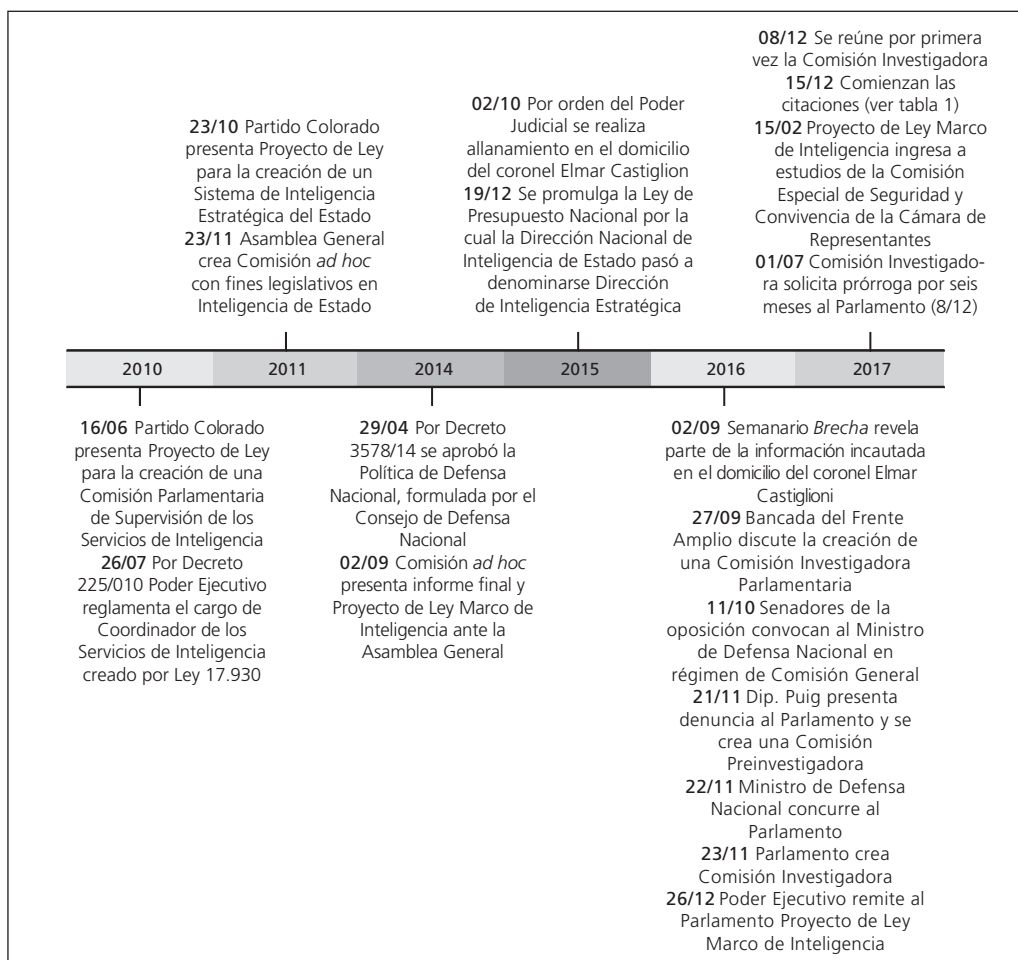 23/10 Partido Colorado
presenta Proyecto de Ley
para la creación de un
Sistema de Inteligencia
Estratégica del Estado
23/11 Asamblea General
crea Comisión ad hoc
con fines legislativos en
Inteligencia de Estado
02/10 Por orden del Poder
Judicial se realiza
allanamiento en el domicilio
del coronel Elmar Castiglion
19/12 Se promulga la Ley de
Presupuesto Nacional por la
cual la Dirección Nacional de
Inteligencia de Estado pasó a
denominarse Dirección
de Inteligencia Estratégica
08/12 Se reúne por primera
vez la Comisión Investigadora
15/12 Comienzan las
citaciones (ver tabla 1)
15/02 Proyecto de Ley Marco
de Inteligencia ingresa a
estudios de la Comisión
Especial de Seguridad y
Convivencia de la Cámara de
Representantes
01/07 Comisión Investigado-
ra solicita prórroga por seis
meses al Parlamento (8/12)
2010 2011 2014 2015 2016 2017
16/06 Partido Colorado
presenta Proyecto de Ley
para la creación de una
Comisión Parlamentaria
de Supervisión de los
Servicios de Inteligencia
26/07 Por Decreto
225/010 Poder Ejecutivo
reglamenta el cargo de
Coordinador de los
Servicios de Inteligencia
creado por Ley 17.930
29/04 Por Decreto
3578/14 se aprobó la
Política de Defensa
Nacional, formulada por el
Consejo de Defensa
Nacional
02/09 Comisión ad hoc
presenta informe final y
Proyecto de Ley Marco de
Inteligencia ante la
Asamblea General
02/09 Semanario Brecha revela
parte de la información incautada
en el domicilio del coronel Elmar
Castiglioni
27/09 Bancada del Frente
Amplio discute la creación de
una Comisión Investigadora
Parlamentaria
11/10 Senadores de la
oposición convocan al Ministro
de Defensa Nacional en
régimen de Comisión General
21/11 Dip. Puig presenta
denuncia al Parlamento y se
crea una Comisión
Preinvestigadora
22/11 Ministro de Defensa
Nacional concurre al
Parlamento
23/11 Parlamento crea
Comisión Investigadora
26/12 Poder Ejecutivo remite al
Parlamento Proyecto de Ley
Marco de Inteligencia